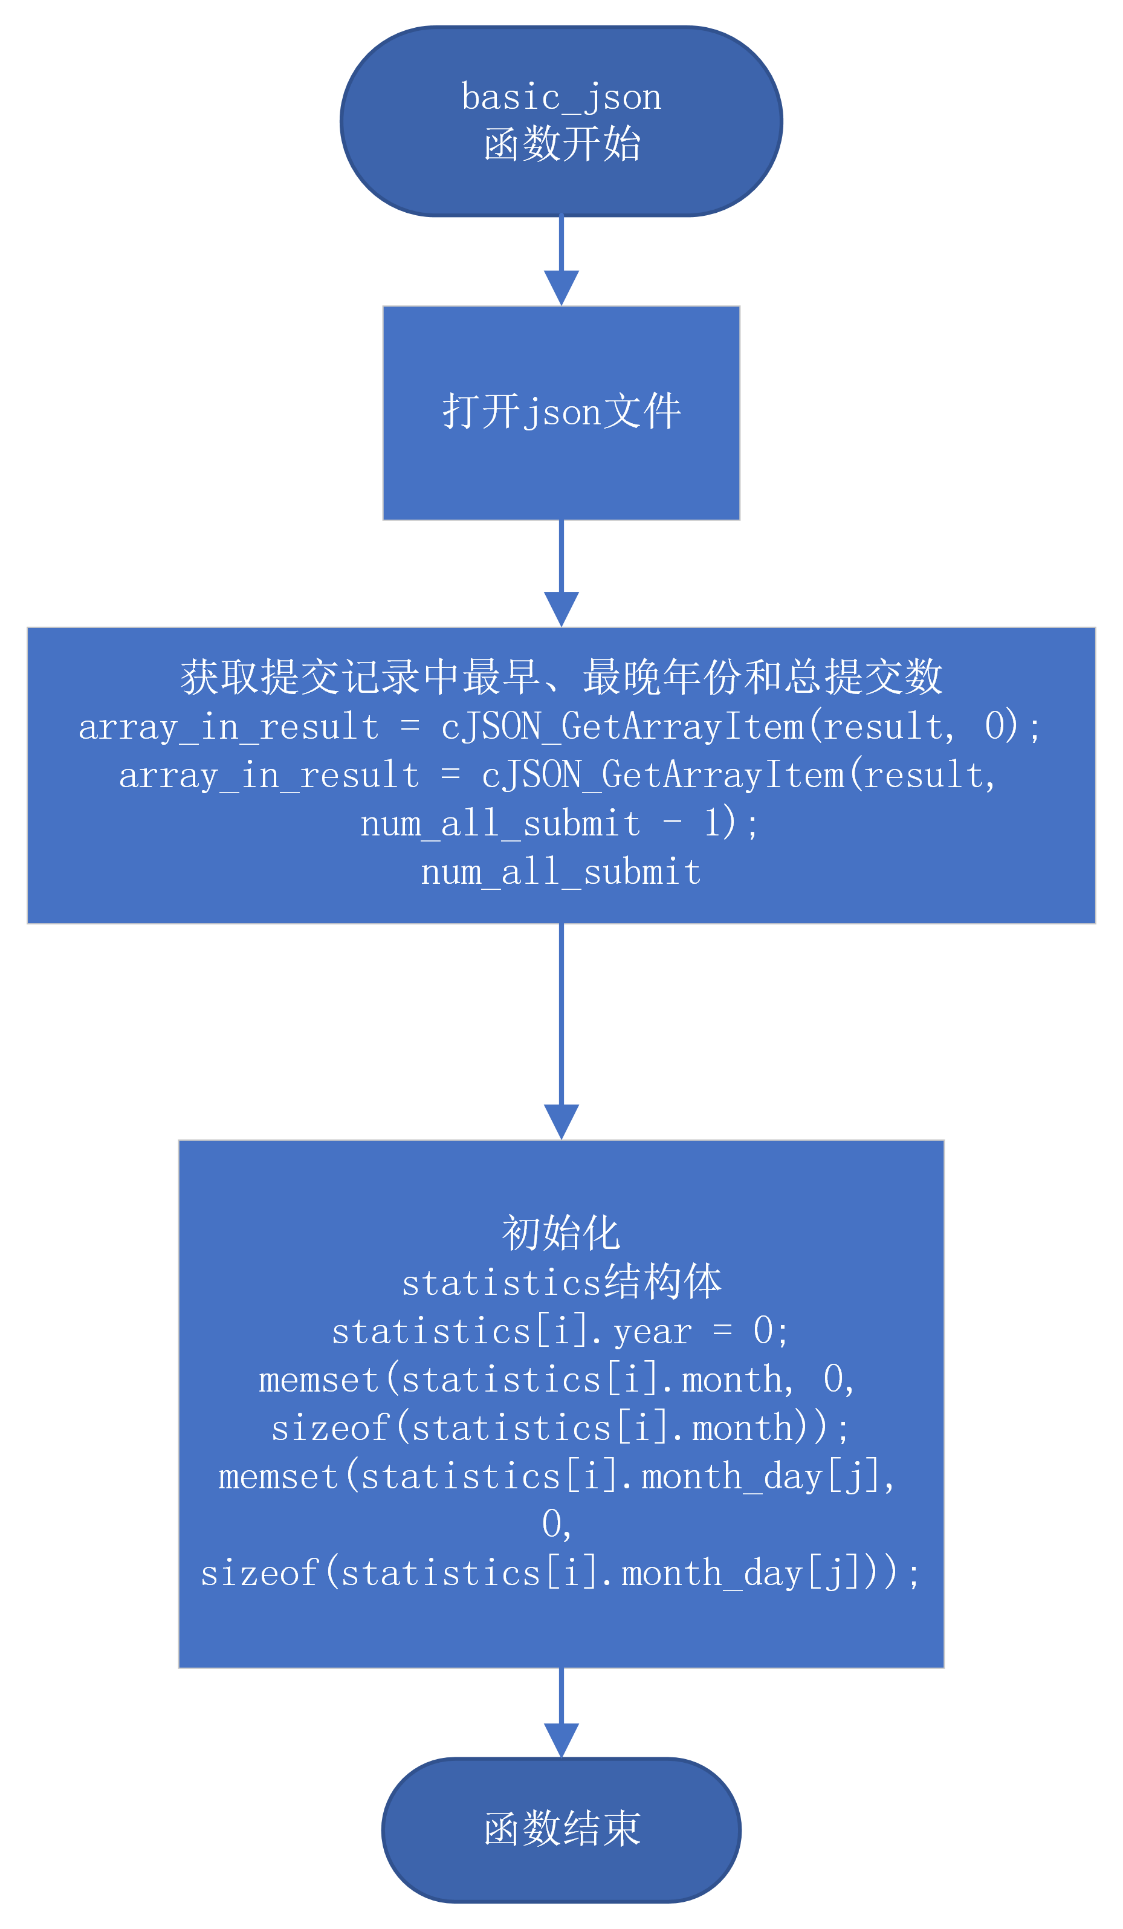 basic_json
函数开始
打开json文件
获取提交记录中最早、最晚年份和总提交数
array_in_result = cJSON_GetArrayItem(result, 0);
array_in_result = cJSON_GetArrayItem(result,
num_all_submit - 1);
num_all_submit
初始化
statistics结构体
statistics[i].year = 0;
memset(statistics[i].month, 0,
sizeof(statistics[i].month));
memset(statistics[i].month_day[j],
0,
sizeof(statistics[i].month_day[j]));
函数结束